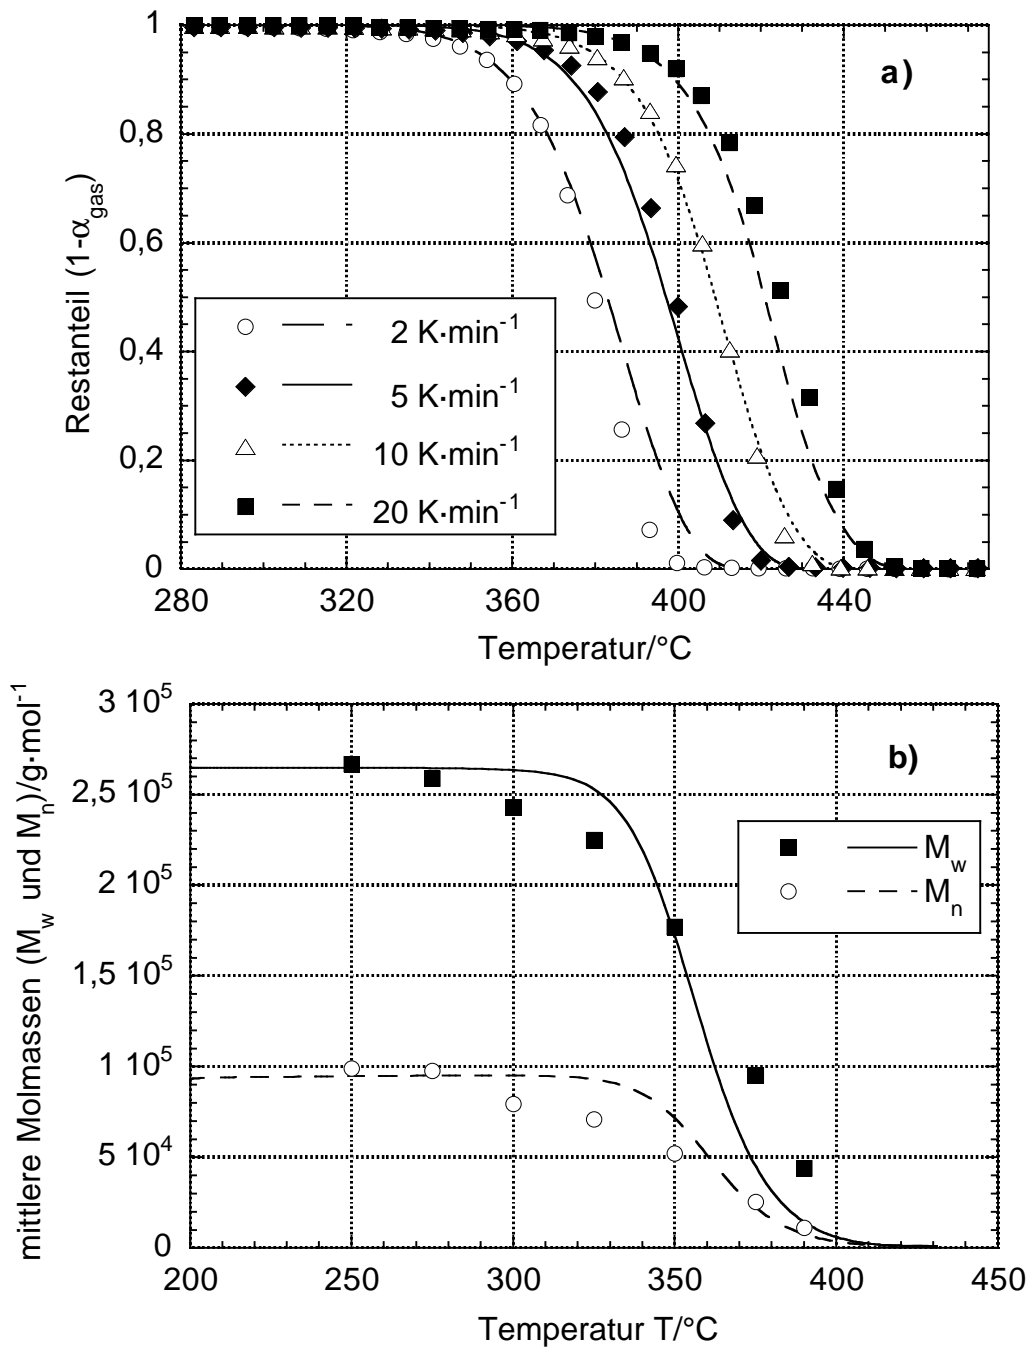 1
0,8
0,6
0,4
0,2
0
Restanteil (1-α_gas)
a)
2 K·min⁻¹
5 K·min⁻¹
10 K·min⁻¹
20 K·min⁻¹
280 320 360 400 440
Temperatur/°C
3 10⁵
2,5 10⁵
2 10⁵
1,5 10⁵
1 10⁵
5 10⁴
0
mittlere Molmassen (M_w und M_n)/g·mol⁻¹
b)
M_w
M_n
200 250 300 350 400 450
Temperatur T/°C